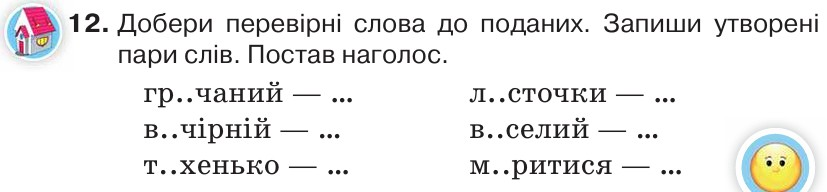 12. Добери перевірні слова до поданих. Запиши утворені
пари слів. Постав наголос.
гр..чаний — ... л..сточки — ...
в..чірній — ... в..селий — ...
т..хенько — ... м..ритися — ...